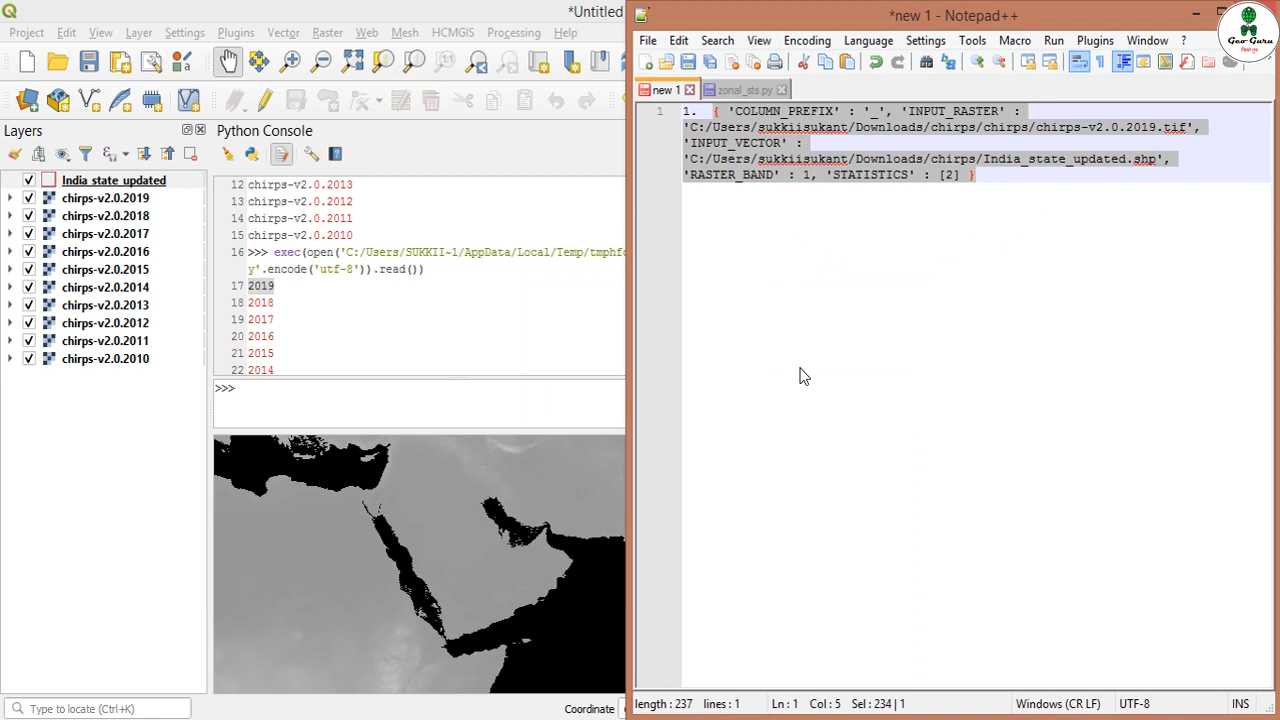 *Untitled
Project Edit View Layer Settings Plugins Vector Raster Web Mesh HCMGIS Processing Help
Layers
India_state_updated
chirps-v2.0.2019
chirps-v2.0.2018
chirps-v2.0.2017
chirps-v2.0.2016
chirps-v2.0.2015
chirps-v2.0.2014
chirps-v2.0.2013
chirps-v2.0.2012
chirps-v2.0.2011
chirps-v2.0.2010
Python Console
12 chirps-v2.0.2013
13 chirps-v2.0.2012
14 chirps-v2.0.2011
15 chirps-v2.0.2010
16 >>> exec(open('C:/Users/SUKKII~1/AppData/Local/Temp/tmphfo
y'.encode('utf-8')).read())
17 2019
18 2018
19 2017
20 2016
21 2015
22 2014
>>>
Type to locate (Ctrl+K)
Coordinate
*new 1 - Notepad++
File Edit Search View Encoding Language Settings Tools Macro Run Plugins Window ?
new 1 zonal_sts.py
1 1. { 'COLUMN_PREFIX' : '_', 'INPUT_RASTER' :
'C:/Users/sukkiisukant/Downloads/chirps/chirps/chirps-v2.0.2019.tif',
'INPUT_VECTOR' :
'C:/Users/sukkiisukant/Downloads/chirps/India_state_updated.shp',
'RASTER_BAND' : 1, 'STATISTICS' : [2] }
length : 237 lines : 1 Ln : 1 Col : 5 Sel : 234 | 1 Windows (CR LF) UTF-8 INS
Geo Guru